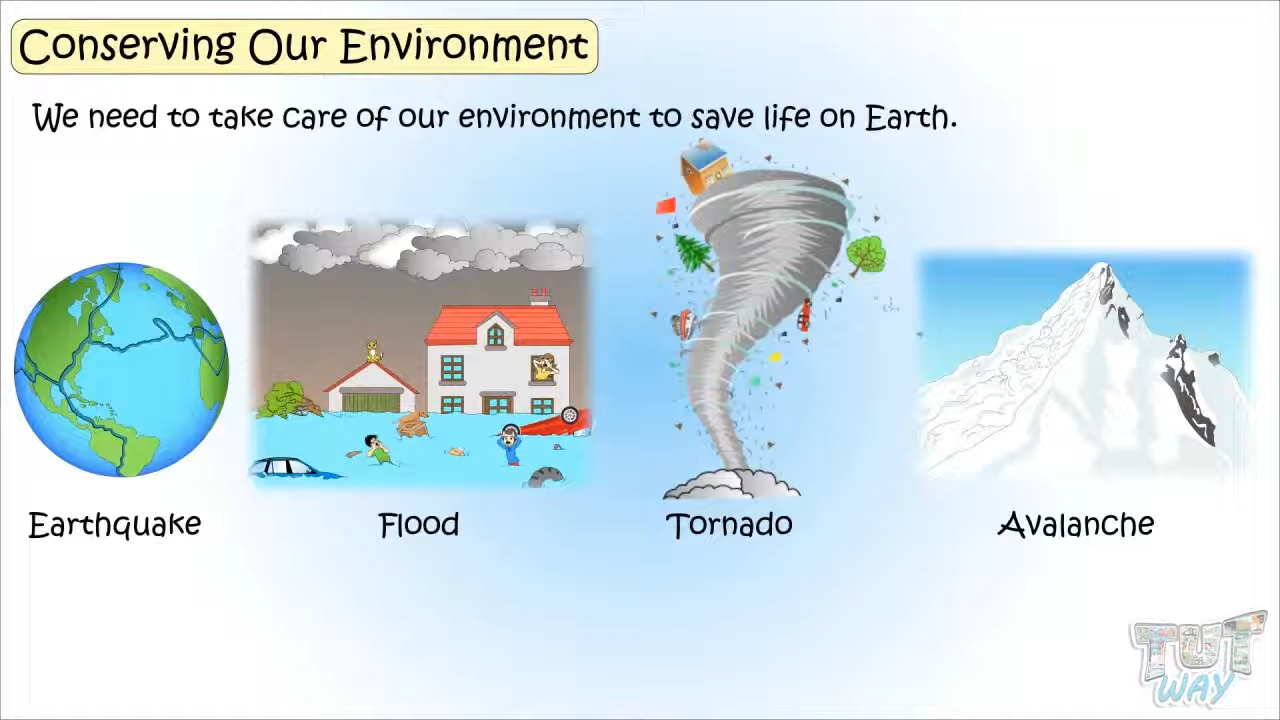 Conserving Our Environment
We need to take care of our environment to save life on Earth.
Earthquake Flood Tornado Avalanche
TUT
WAY